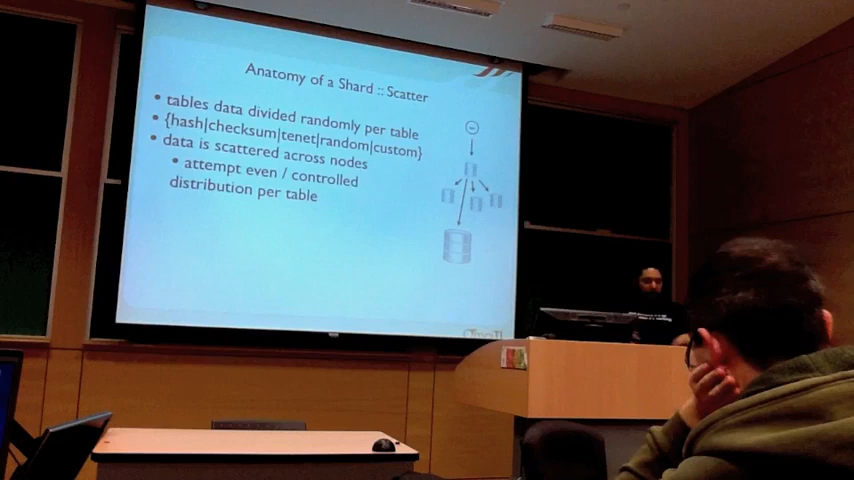 Anatomy of a Shard :: Scatter
• tables data divided randomly per table
• {hash|checksum|tenet|random|custom}
• data is scattered across nodes
• attempt even / controlled
distribution per table